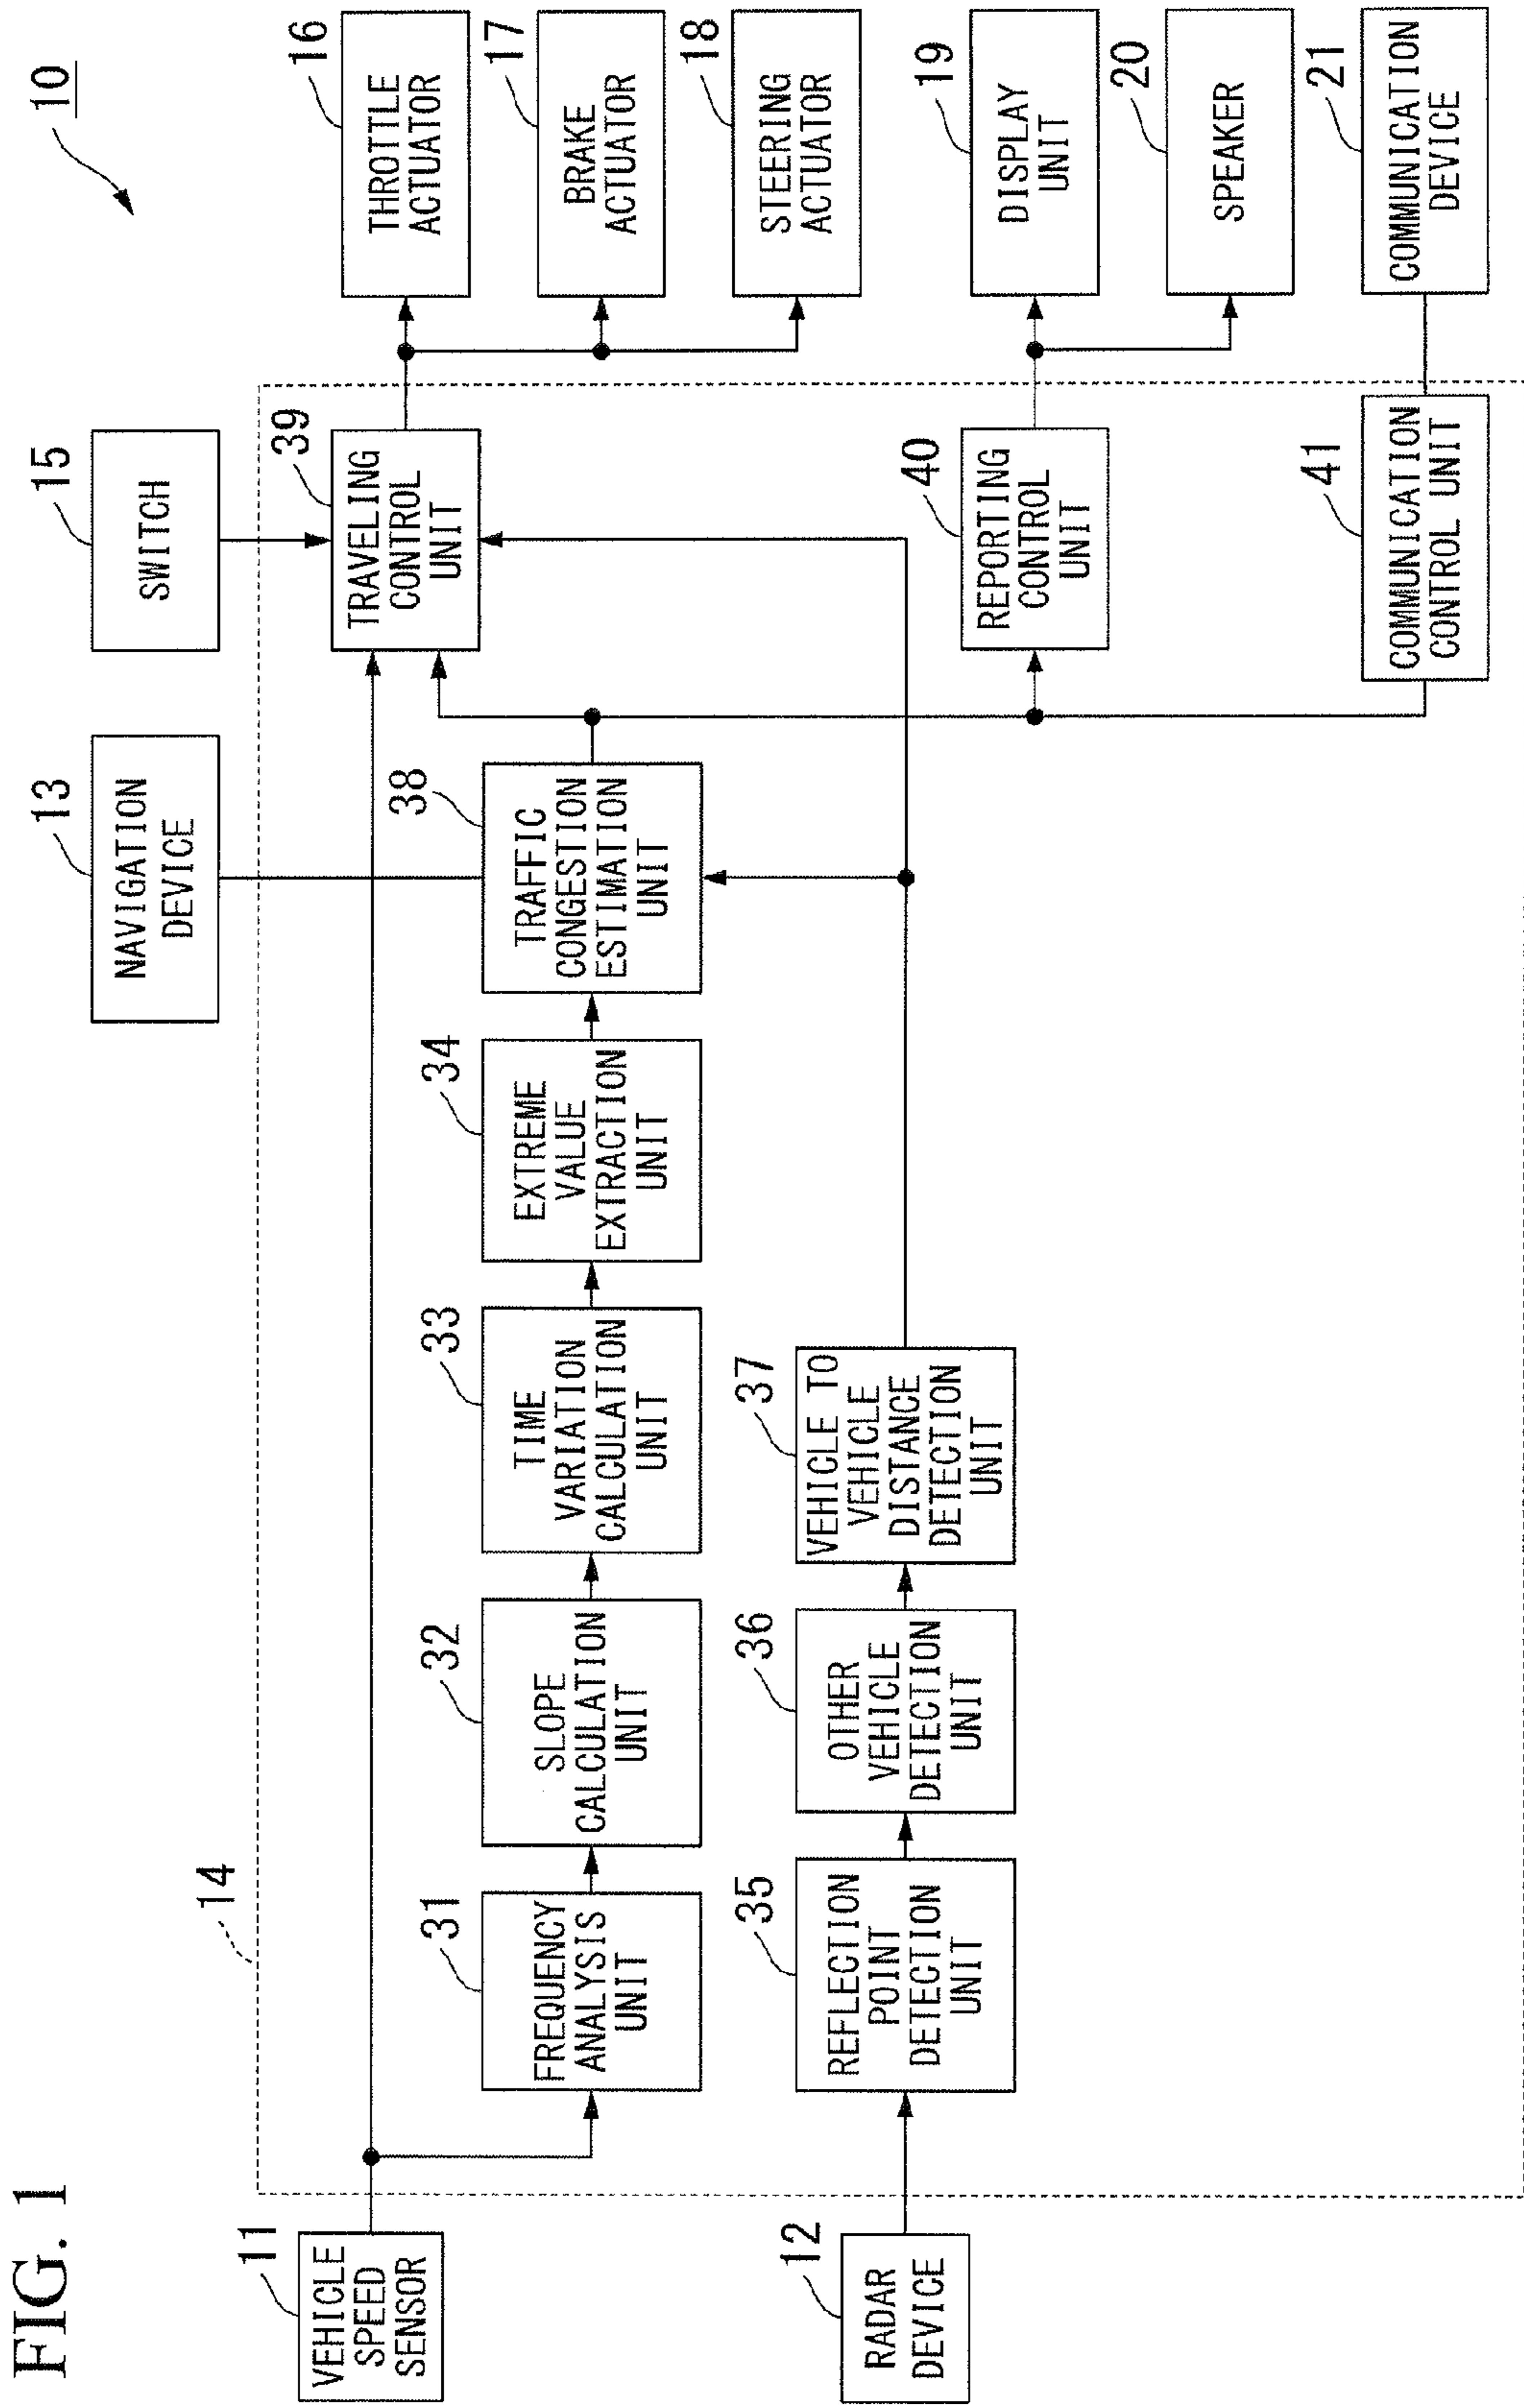 FIG. 1
10
11
VEHICLE
SPEED
SENSOR
12
RADAR
DEVICE
14
13
NAVIGATION
DEVICE
15
SWITCH
31
FREQUENCY
ANALYSIS
UNIT
32
SLOPE
CALCULATION
UNIT
33
TIME
VARIATION
CALCULATION
UNIT
34
EXTREME
VALUE
EXTRACTION
UNIT
38
TRAFFIC
CONGESTION
ESTIMATION
UNIT
39
TRAVELING
CONTROL
UNIT
35
REFLECTION
POINT
DETECTION
UNIT
36
OTHER
VEHICLE
DETECTION
UNIT
37
VEHICLE TO
VEHICLE
DISTANCE
DETECTION
UNIT
40
REPORTING
CONTROL
UNIT
41
COMMUNICATION
CONTROL UNIT
16
THROTTLE
ACTUATOR
17
BRAKE
ACTUATOR
18
STEERING
ACTUATOR
19
DISPLAY
UNIT
20
SPEAKER
21
COMMUNICATION
DEVICE